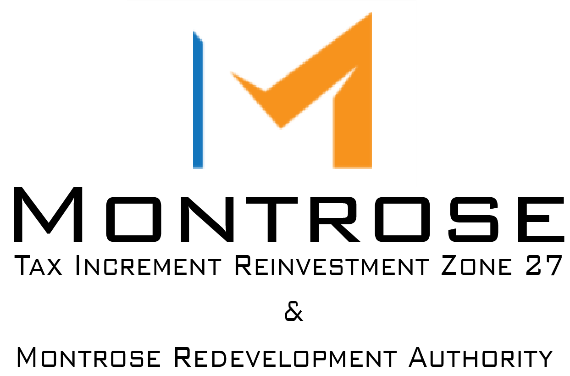 MONTROSE
TAX INCREMENT REINVESTMENT ZONE 27
&
MONTROSE REDEVELOPMENT AUTHORITY